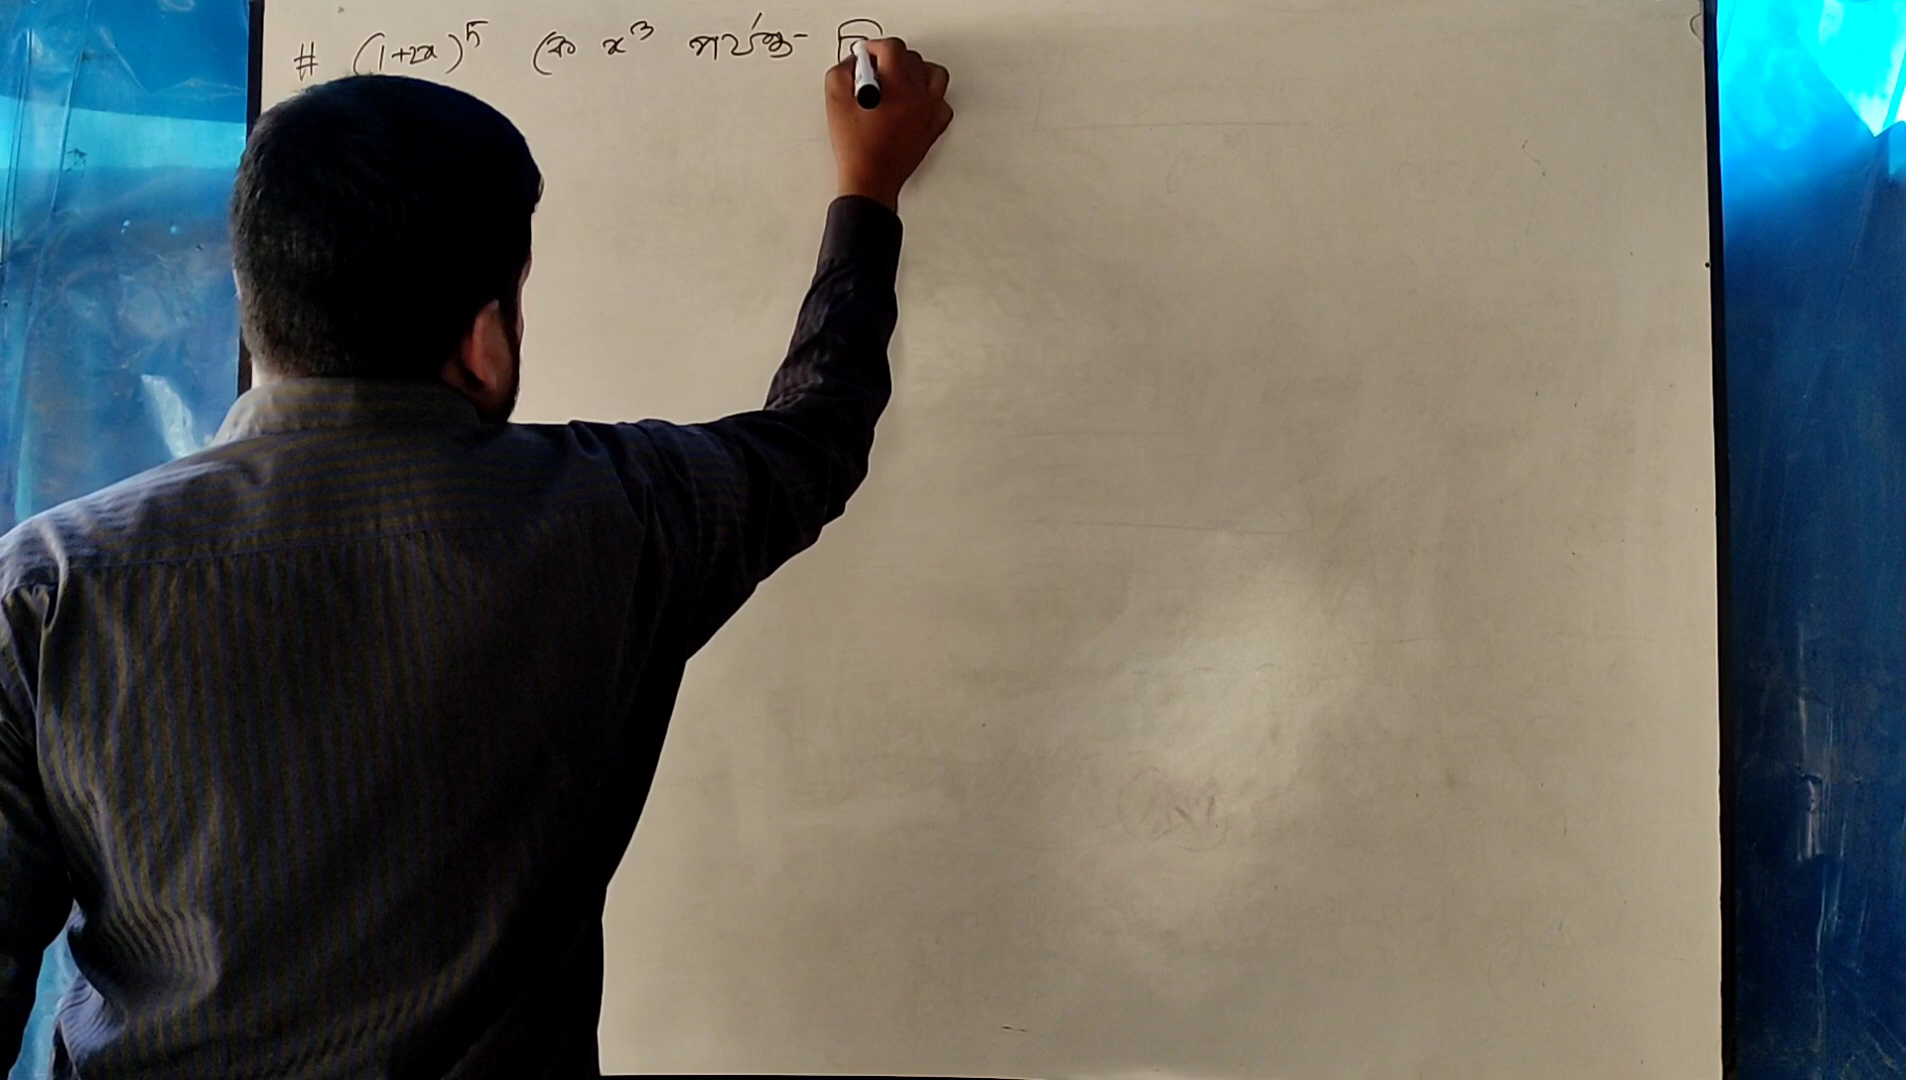 # (1+2x)⁵ কে x³ পর্যন্ত বি